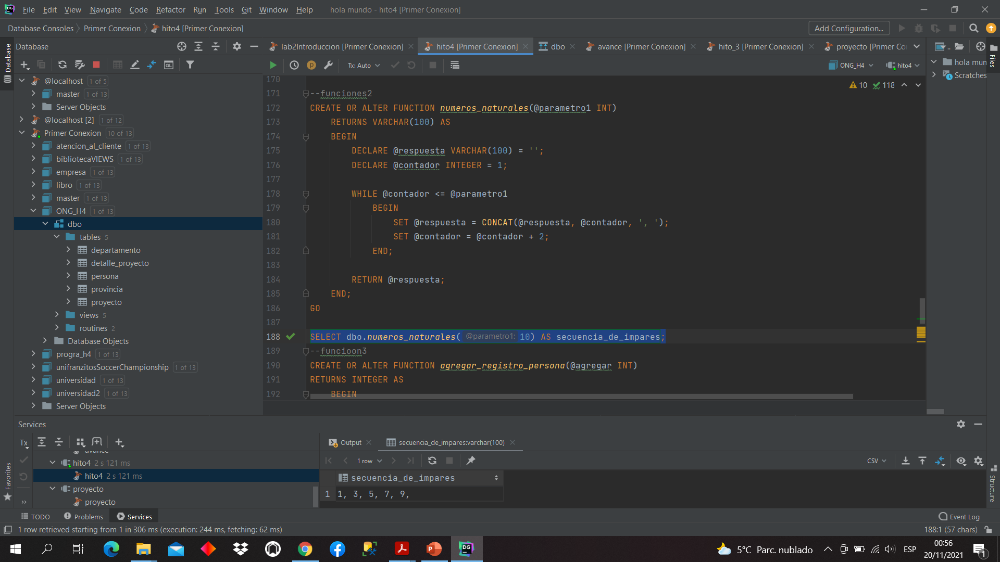 DG File Edit View Navigate Code Refactor Run Tools Git Window Help hola mundo - hito4 [Primer Conexion]
Database Consoles Primer Conexion hito4 [Primer Conexion] Add Configuration...
Database lab2Introduccion [Primer Conexion] hito4 [Primer Conexion] dbo avance [Primer Conexion] hito_3 [Primer Conexion] proyecto [Primer Co
Database
Files
QL Tx: Auto ONG_H4 hito4 hola mun
Scratches
10 118
@localhost 1 of 5
master 1 of 13
Server Objects
@localhost [2] 1 of 12
Primer Conexion 10 of 13
atencion_al_cliente 1 of 13
bibliotecaVIEWS 1 of 13
empresa 1 of 13
libro 1 of 13
master 1 of 13
ONG_H4 1 of 13
dbo
tables 5
departamento
detalle_proyecto
persona
provincia
proyecto
views 5
routines 2
Database Objects
progra_h4 1 of 13
unifranzitosSoccerChampionship 1 of 13
universidad 1 of 13
universidad2 1 of 13
Server Objects
170
171 --funciones2
172 CREATE OR ALTER FUNCTION numeros_naturales(@parametro1 INT)
173 RETURNS VARCHAR(100) AS
174 BEGIN
175 DECLARE @respuesta VARCHAR(100) = '';
176 DECLARE @contador INTEGER = 1;
177
178 WHILE @contador <= @parametro1
179 BEGIN
180 SET @respuesta = CONCAT(@respuesta, @contador, ', ');
181 SET @contador = @contador + 2;
182 END;
183
184 RETURN @respuesta;
185 END;
186 GO
187
188 SELECT dbo.numeros_naturales( @parametro1: 10) AS secuencia_de_impares;
189 --funcioon3
190 CREATE OR ALTER FUNCTION agregar_registro_persona(@agregar INT)
191 RETURNS INTEGER AS
192 BEGIN
Services
Tx
avance
hito4 2 s 121 ms
hito4 2 s 121 ms
proyecto
proyecto
Favorites
Structure
Output secuencia_de_impares:varchar(100)
1 row CSV
secuencia_de_impares
1 1, 3, 5, 7, 9,
TODO Problems Services Event Log
1 row retrieved starting from 1 in 306 ms (execution: 244 ms, fetching: 62 ms) 188:1 (57 chars)
DG 5°C Parc. nublado ESP 00:56
20/11/2021 1